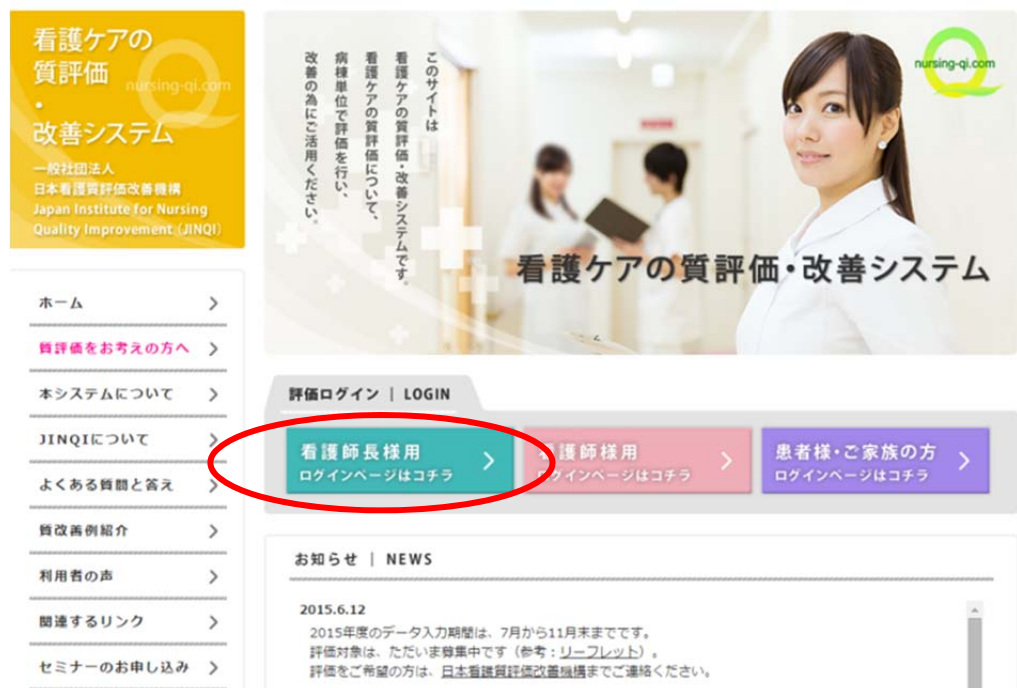 看護ケアの
質評価
・
改善システム
nursing-qi.com
一般社団法人
日本看護質評価改善機構
Japan Institute for Nursing
Quality Improvement (JINQI)
このサイトは
看護ケアの質評価・改善システムです。
看護ケアの質評価について、
病棟単位で評価を行い、
改善の為にご活用ください。
nursing-qi.com
看護ケアの質評価・改善システム
ホーム
質評価をお考えの方へ
本システムについて
JINQIについて
よくある質問と答え
質改善例紹介
利用者の声
関連するリンク
セミナーのお申し込み
評価ログイン | LOGIN
看護師長様用
ログインページはコチラ
看護師様用
ログインページはコチラ
患者様・ご家族の方
ログインページはコチラ
お知らせ | NEWS
2015.6.12
2015年度のデータ入力期間は、7月から11月末までです。
評価対象は、ただいま募集中です（参考：リーフレット）。
評価をご希望の方は、日本看護質評価改善機構までご連絡ください。